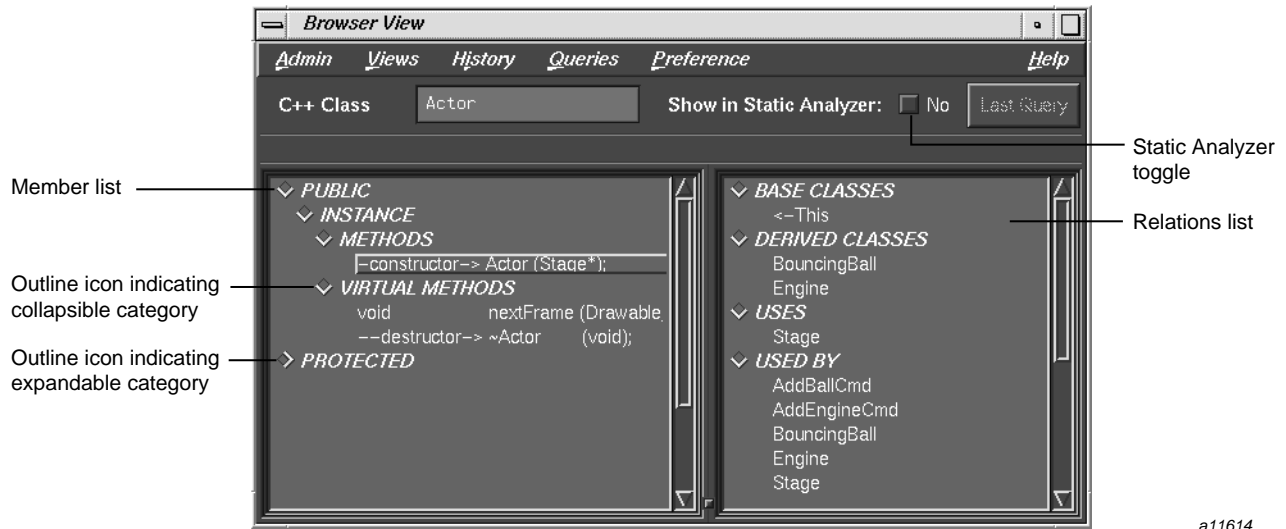 Browser View
Admin Views History Queries Preference Help
C++ Class Actor Show in Static Analyzer: No Last Query
Static Analyzer
toggle
Member list
PUBLIC
INSTANCE
METHODS
-constructor-> Actor (Stage*);
VIRTUAL METHODS
void nextFrame (Drawable,
--destructor-> ~Actor (void);
PROTECTED
Outline icon indicating
collapsible category
Outline icon indicating
expandable category
BASE CLASSES
<-This
DERIVED CLASSES
BouncingBall
Engine
USES
Stage
USED BY
AddBallCmd
AddEngineCmd
BouncingBall
Engine
Stage
Relations list
a11614